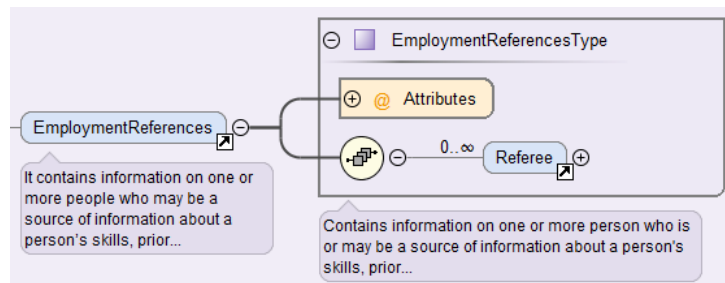 EmploymentReferencesType
@ Attributes
EmploymentReferences
0..∞
Referee
It contains information on one or
more people who may be a
source of information about a
person's skills, prior...
Contains information on one or more person who is
or may be a source of information about a person's
skills, prior...